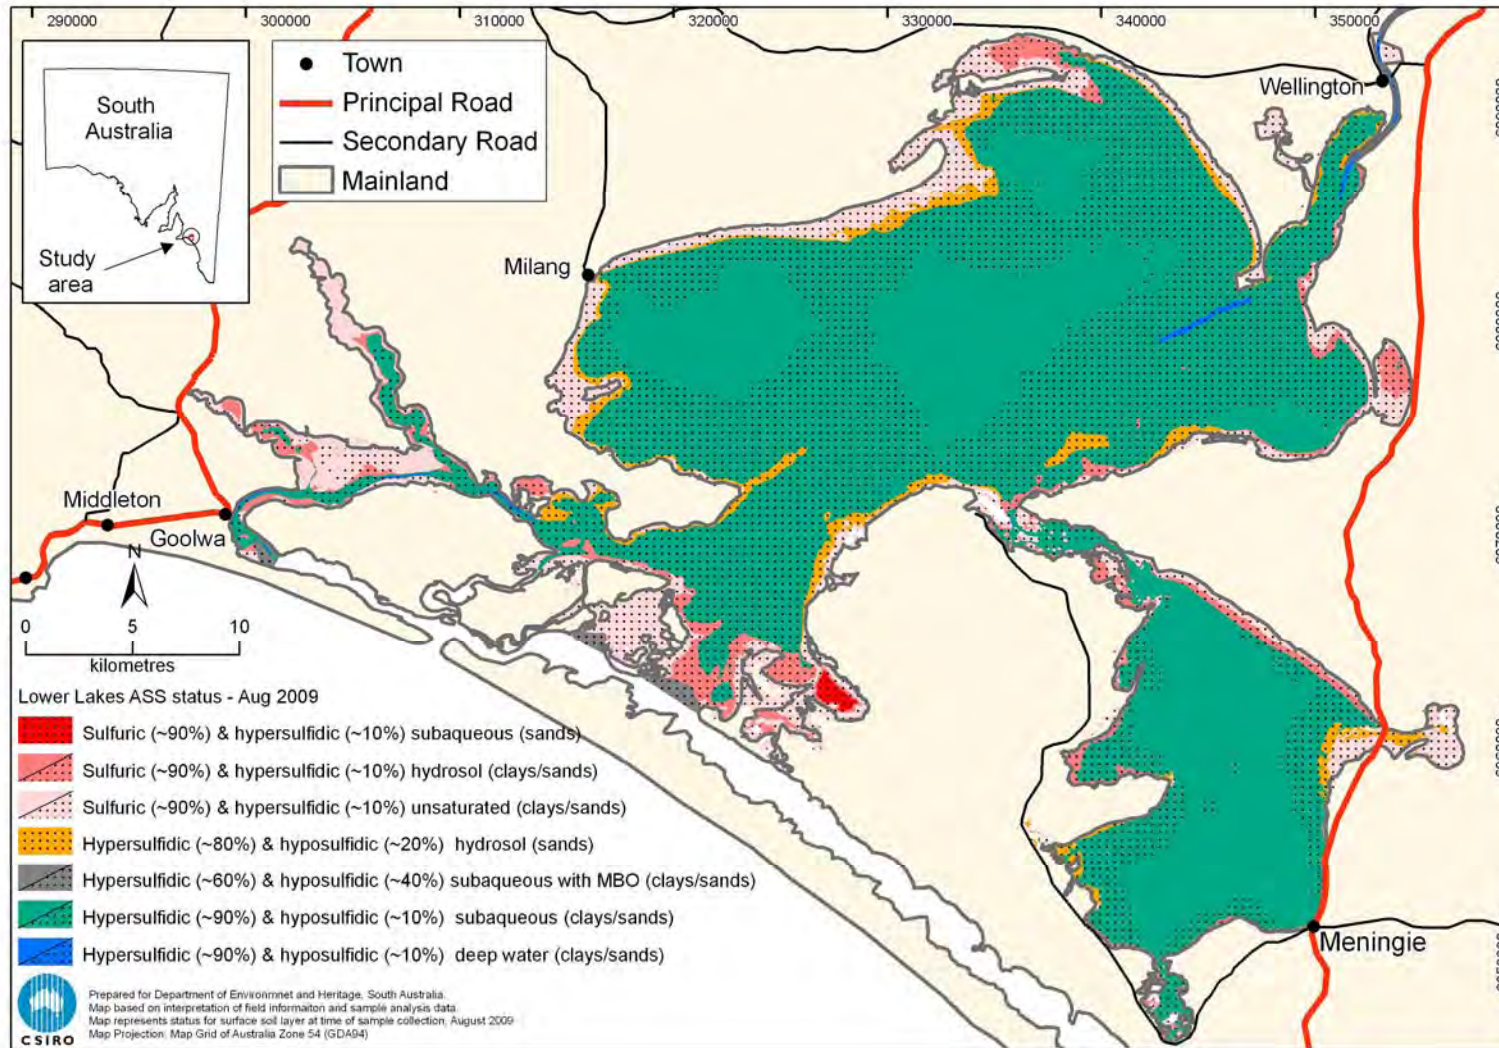 290000 300000 310000 320000 330000 340000 350000
Town
Principal Road
Secondary Road
Mainland
South
Australia
Study
area
Wellington
Milang
Middleton
Goolwa
Meningie
N
0 5 10
kilometres
Lower Lakes ASS status - Aug 2009
Sulfuric (~90%) & hypersulfidic (~10%) subaqueous (sands)
Sulfuric (~90%) & hypersulfidic (~10%) hydrosol (clays/sands)
Sulfuric (~90%) & hypersulfidic (~10%) unsaturated (clays/sands)
Hypersulfidic (~80%) & hyposulfidic (~20%) hydrosol (sands)
Hypersulfidic (~60%) & hyposulfidic (~40%) subaqueous with MBO (clays/sands)
Hypersulfidic (~90%) & hyposulfidic (~10%) subaqueous (clays/sands)
Hypersulfidic (~90%) & hyposulfidic (~10%) deep water (clays/sands)
CSIRO
Prepared for Department of Environmnet and Heritage, South Australia.
Map based on interpretation of field informaiton and sample analysis data.
Map represents status for surface soil layer at time of sample collection, August 2009
Map Projection: Map Grid of Australia Zone 54 (GDA94)